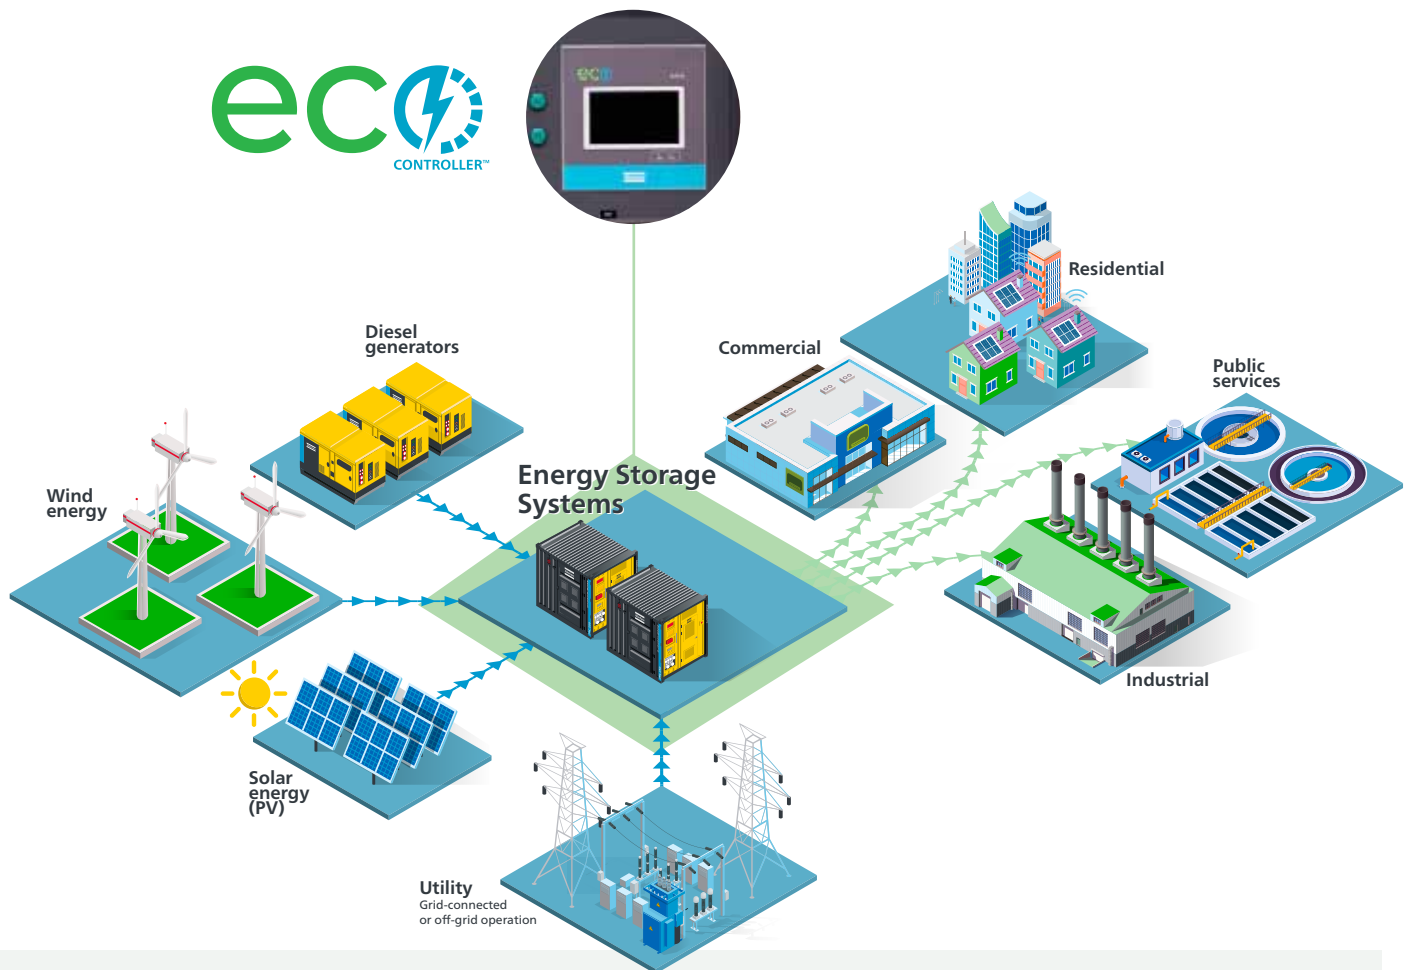 eco
CONTROLLER™
eco
Residential
Diesel
generators
Commercial
Public
services
Energy Storage
Systems
Wind
energy
Industrial
Solar
energy
(PV)
Utility
Grid-connected
or off-grid operation